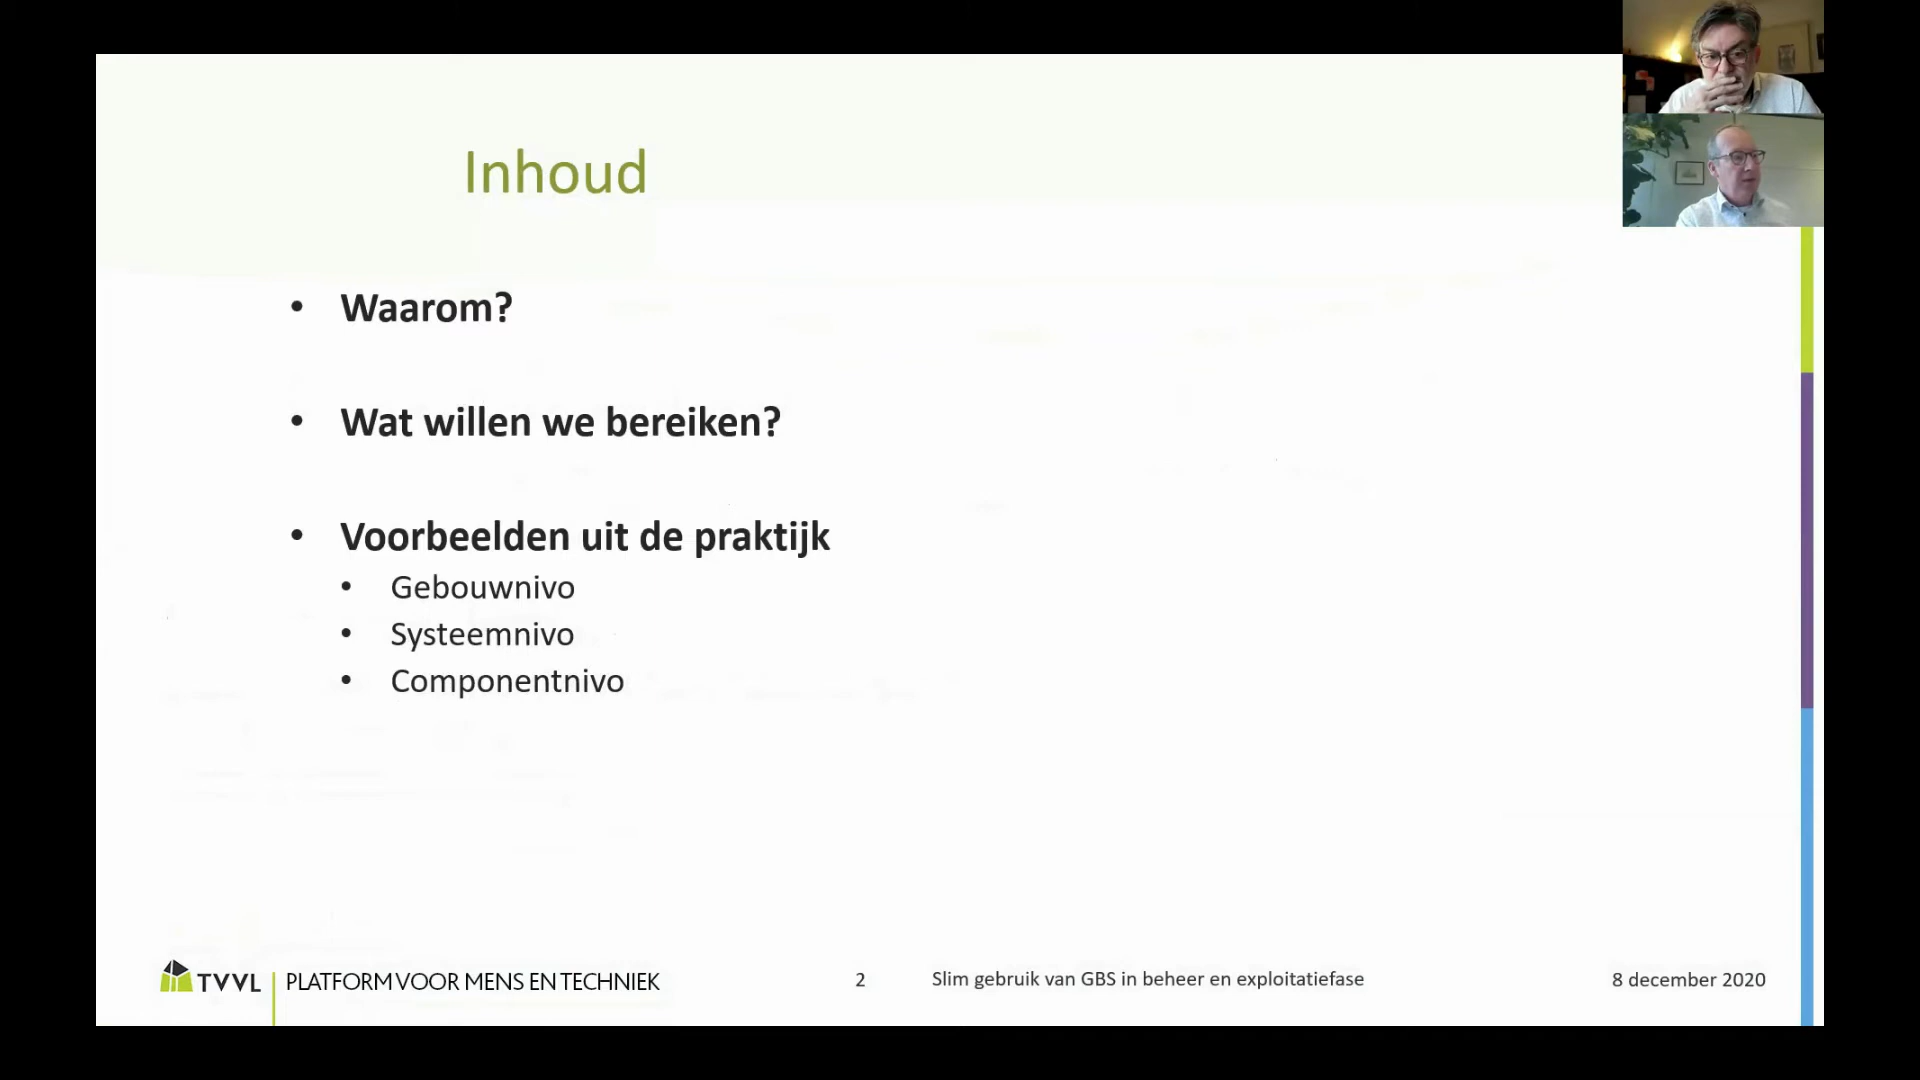 Inhoud
• Waarom?
• Wat willen we bereiken?
• Voorbeelden uit de praktijk
• Gebouwnivo
• Systeemnivo
• Componentnivo
TVVL PLATFORM VOOR MENS EN TECHNIEK
2
Slim gebruik van GBS in beheer en exploitatiefase
8 december 2020